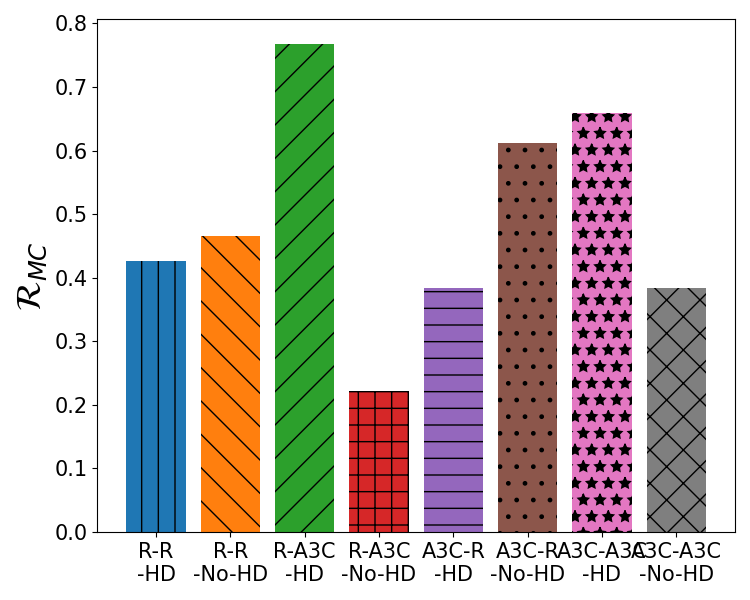 0.8
0.7
0.6
0.5
0.4
0.3
0.2
0.1
0.0
R_MC
R-R
-HD
R-R
-No-HD
R-A3C
-HD
R-A3C
-No-HD
A3C-R
-HD
A3C-R
-No-HD
A3C-A3C
-HD
A3C-A3C
-No-HD